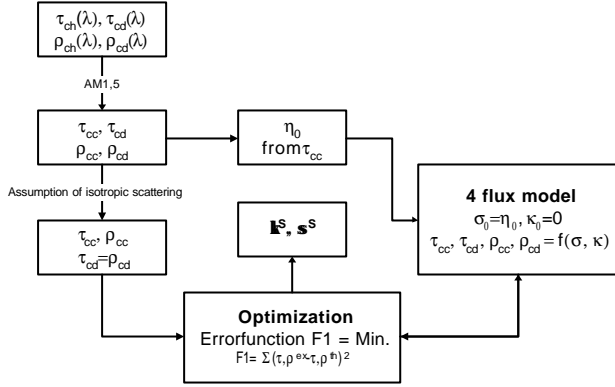 τch(λ), τcd(λ)
ρch(λ), ρcd(λ)
AM1,5
τcc, τcd
ρcc, ρcd
η0
from τcc
Assumption of isotropic scattering
τcc, ρcc
τcd=ρcd
kS, sS
4 flux model
σ0=η0, κ0=0
τcc, τcd, ρcc, ρcd = f(σ, κ)
Optimization
Errorfunction F1 = Min.
F1= Σ(τ,ρex-τ,ρth)2